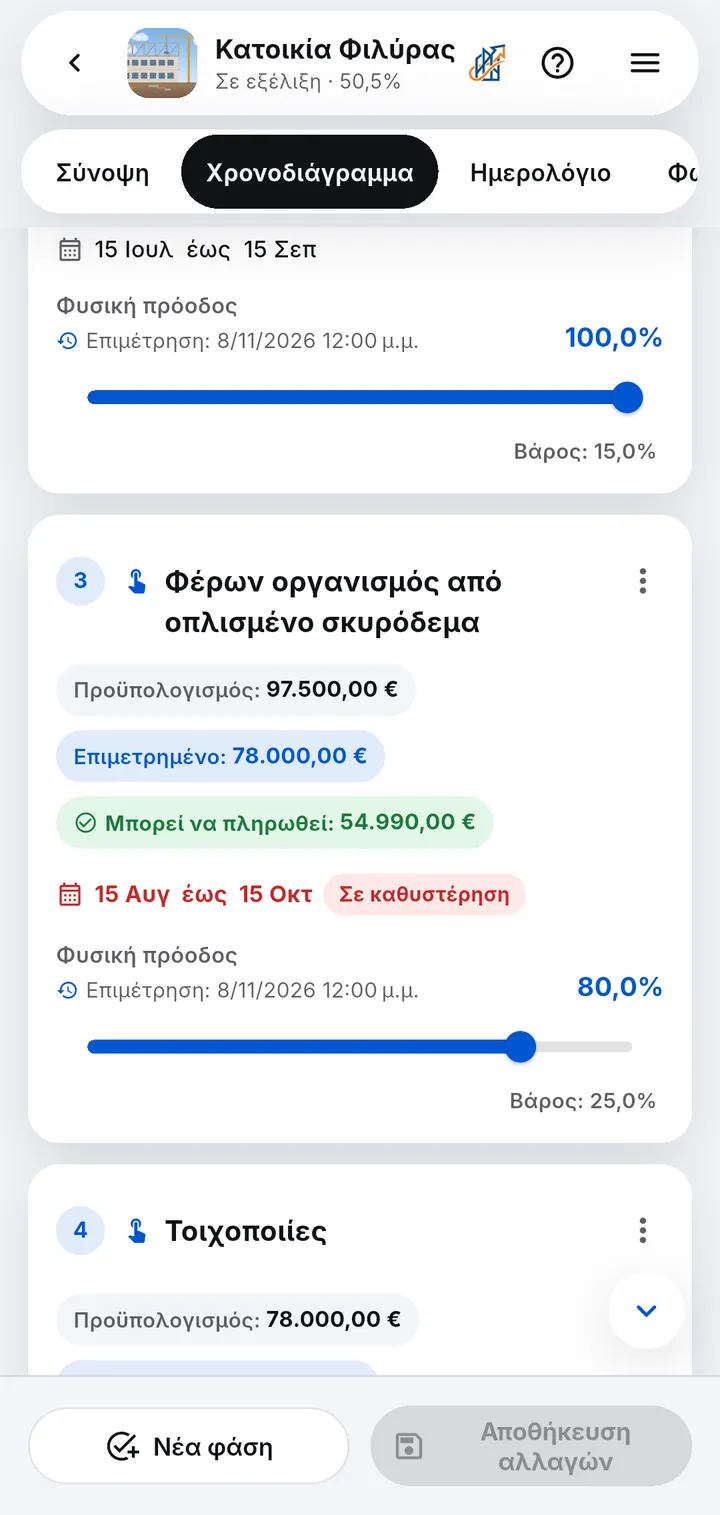 Κατοικία Φιλύρας
Σε εξέλιξη · 50,5%
Σύνοψη
Χρονοδιάγραμμα
Ημερολόγιο
Φω
15 Ιουλ έως 15 Σεπ
Φυσική πρόοδος
Επιμέτρηση: 8/11/2026 12:00 μ.μ.
100,0%
Βάρος: 15,0%
3
Φέρων οργανισμός από
οπλισμένο σκυρόδεμα
Προϋπολογισμός: 97.500,00 €
Επιμετρημένο: 78.000,00 €
Μπορεί να πληρωθεί: 54.990,00 €
15 Αυγ έως 15 Οκτ
Σε καθυστέρηση
Φυσική πρόοδος
Επιμέτρηση: 8/11/2026 12:00 μ.μ.
80,0%
Βάρος: 25,0%
4
Τοιχοποιίες
Προϋπολογισμός: 78.000,00 €
Νέα φάση
Αποθήκευση
αλλαγών